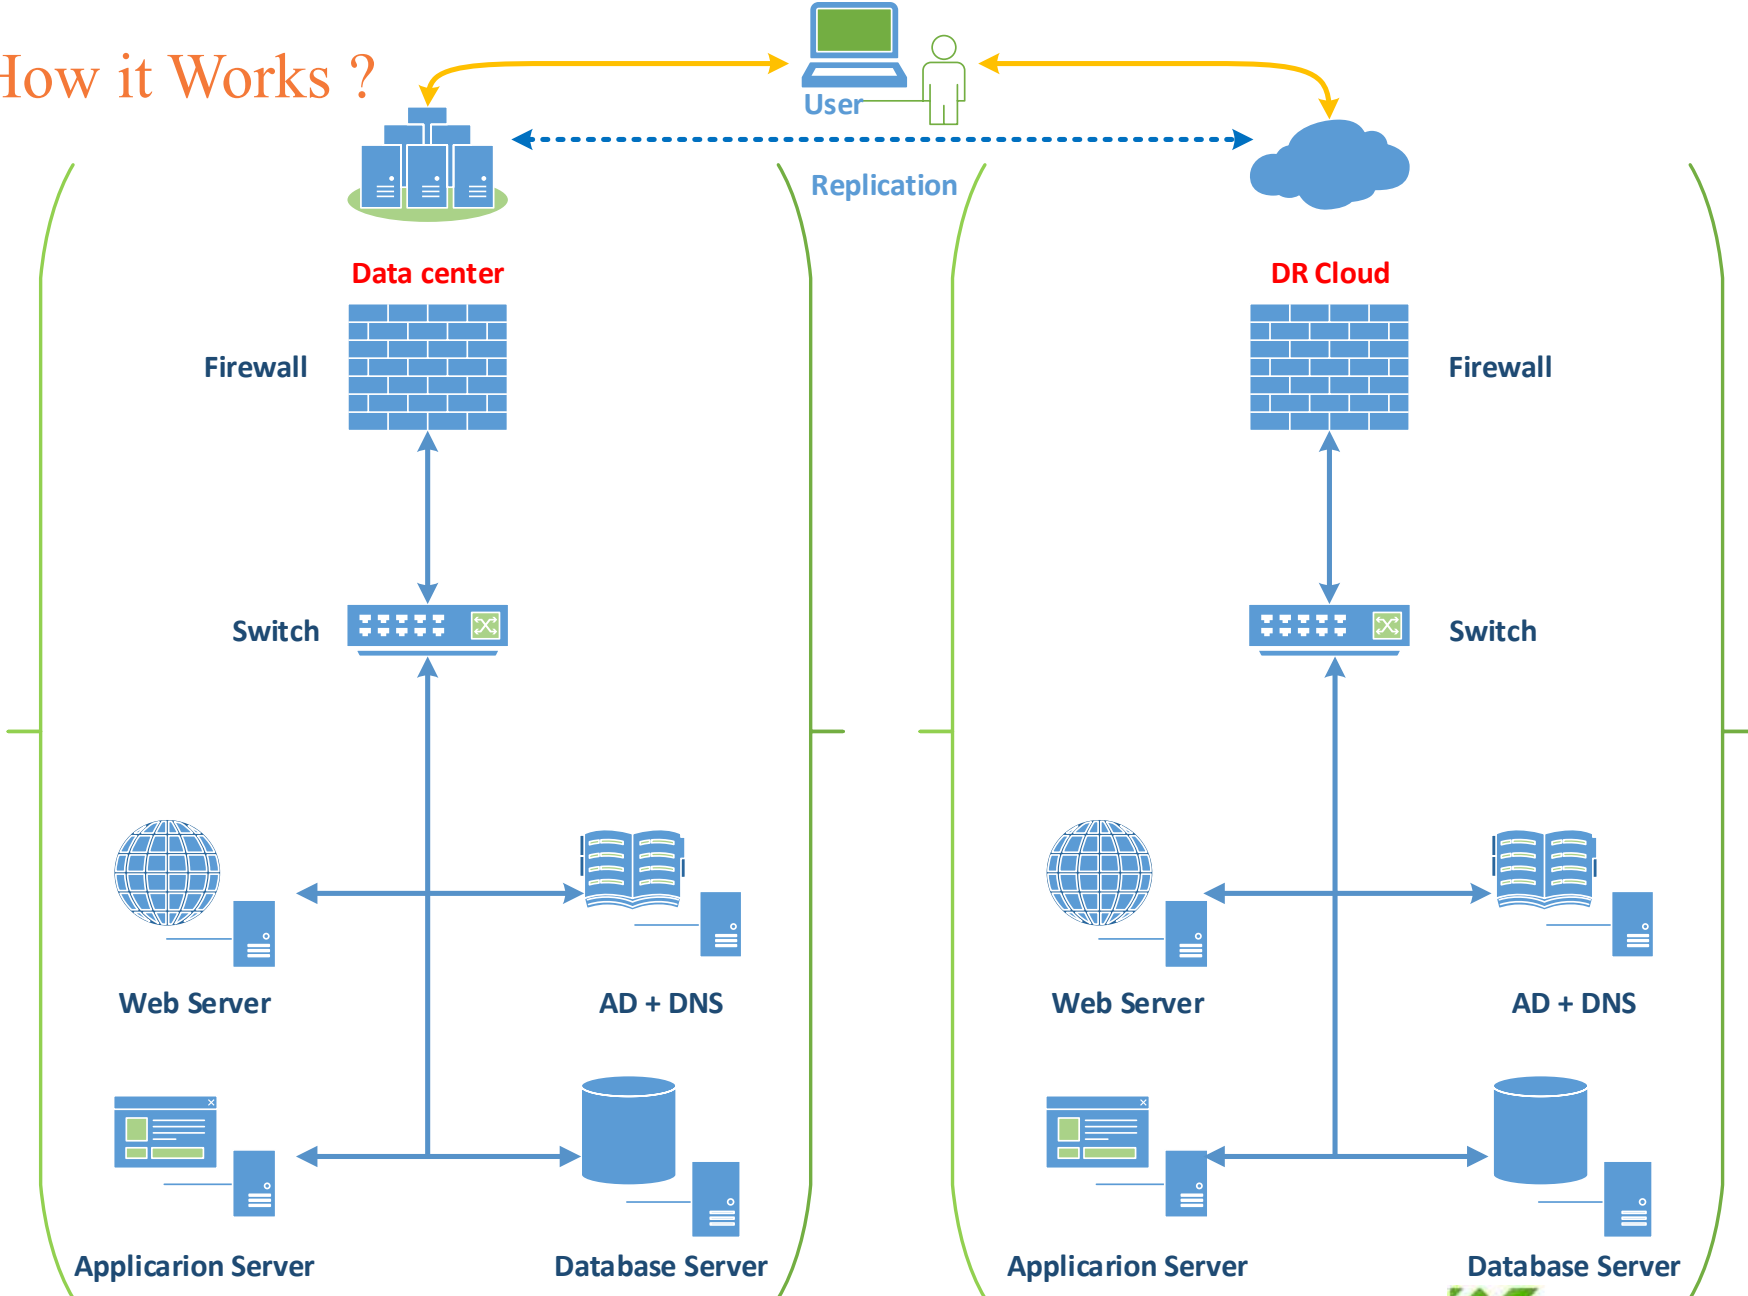 How it Works ?
User
Replication
Data center
DR Cloud
Firewall
Firewall
Switch
Switch
Web Server
AD + DNS
Web Server
AD + DNS
Applicarion Server
Database Server
Applicarion Server
Database Server